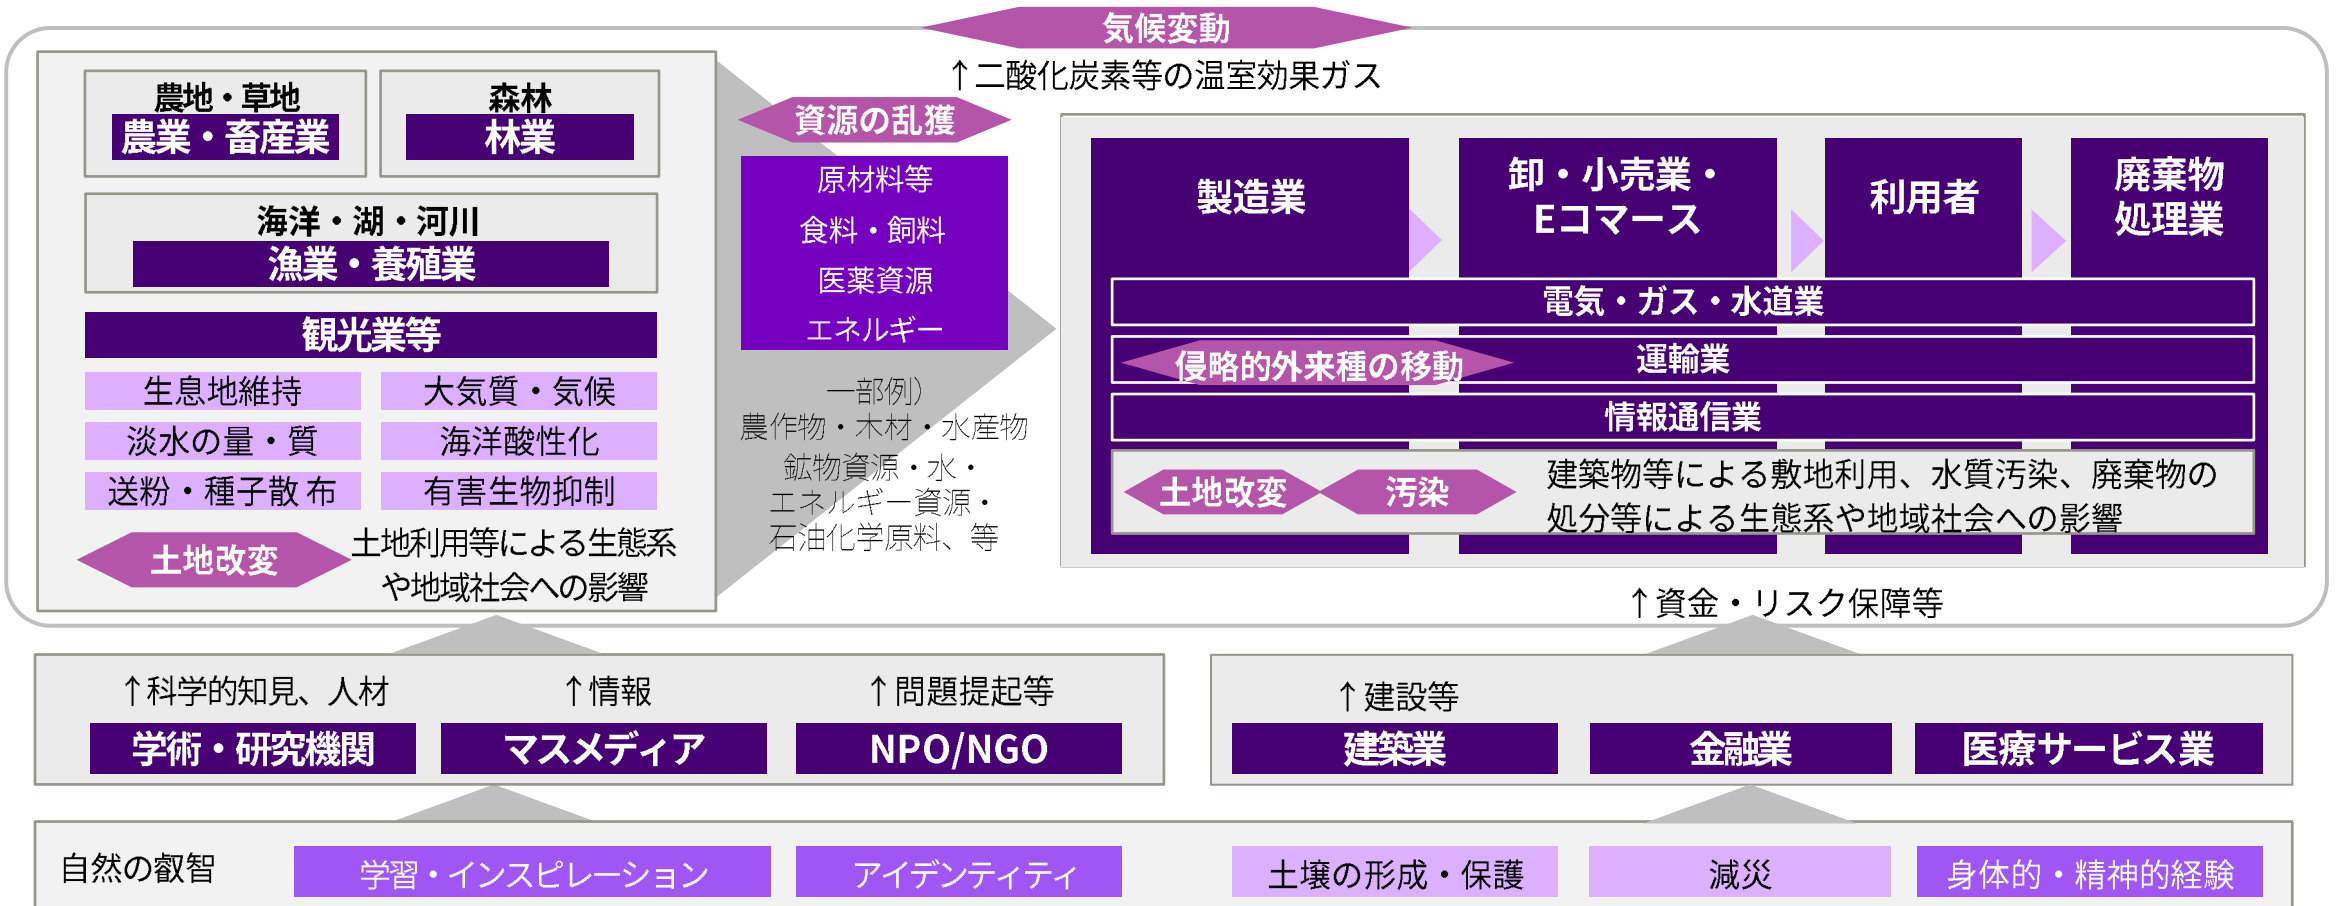 気候変動
↑二酸化炭素等の温室効果ガス
農地・草地
農業・畜産業
森林
林業
海洋・湖・河川
漁業・養殖業
観光業等
生息地維持
大気質・気候
淡水の量・質
海洋酸性化
送粉・種子散布
有害生物抑制
土地改変
土地利用等による生態系
や地域社会への影響
資源の乱獲
原材料等
食料・飼料
医薬資源
エネルギー
一部例）
農作物・木材・水産物
鉱物資源・水・
エネルギー資源・
石油化学原料、等
製造業
卸・小売業・
Eコマース
利用者
廃棄物
処理業
電気・ガス・水道業
侵略的外来種の移動
運輸業
情報通信業
土地改変
汚染
建築物等による敷地利用、水質汚染、廃棄物の
処分等による生態系や地域社会への影響
↑資金・リスク保障等
↑科学的知見、人材
↑情報
↑問題提起等
学術・研究機関
マスメディア
NPO/NGO
↑建設等
建築業
金融業
医療サービス業
自然の叡智
学習・インスピレーション
アイデンティティ
土壌の形成・保護
減災
身体的・精神的経験